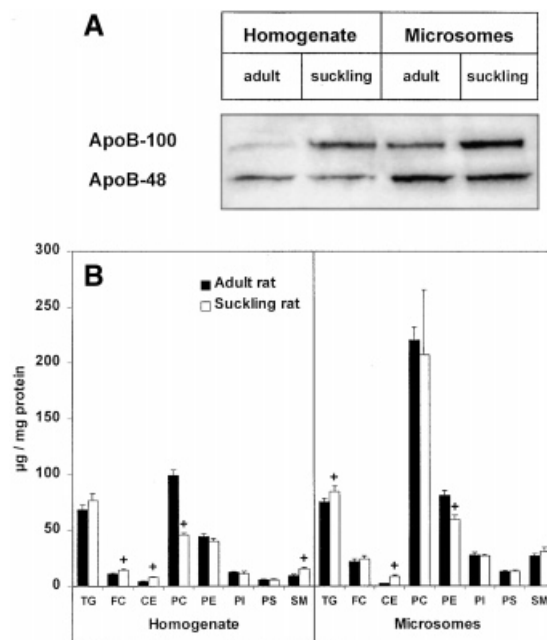 A
Homogenate Microsomes
adult suckling adult suckling
ApoB-100
ApoB-48
B
300
250
200
150
100
50
0
µg / mg protein
Adult rat
Suckling rat
+ + + + + + +
TG FC CE PC PE PI PS SM TG FC CE PC PE PI PS SM
Homogenate Microsomes